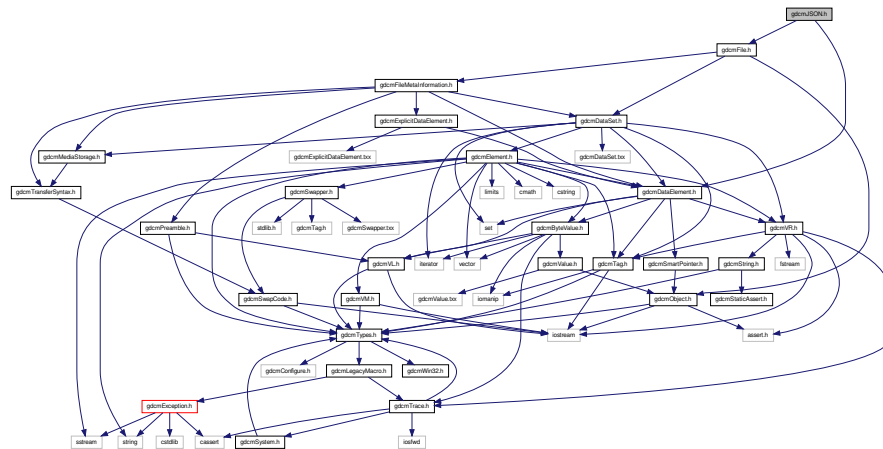 gdcmJSON.h
gdcmFile.h
gdcmFileMetaInformation.h
gdcmExplicitDataElement.h
gdcmDataSet.h
gdcmMediaStorage.h
gdcmExplicitDataElement.txx
gdcmElement.h
gdcmDataSet.txx
gdcmTransferSyntax.h
gdcmSwapper.h
limits
cmath
cstring
gdcmDataElement.h
gdcmPreamble.h
stdlib.h
gdcmTag.h
gdcmSwapper.txx
set
gdcmByteValue.h
gdcmVR.h
gdcmVL.h
iterator
vector
gdcmValue.h
gdcmTag.h
gdcmSmartPointer.h
gdcmString.h
fstream
gdcmSwapCode.h
gdcmVM.h
gdcmValue.txx
iomanip
gdcmObject.h
gdcmStaticAssert.h
gdcmTypes.h
iostream
assert.h
gdcmConfigure.h
gdcmLegacyMacro.h
gdcmWin32.h
gdcmException.h
gdcmTrace.h
sstream
string
cstdlib
cassert
gdcmSystem.h
iosfwd